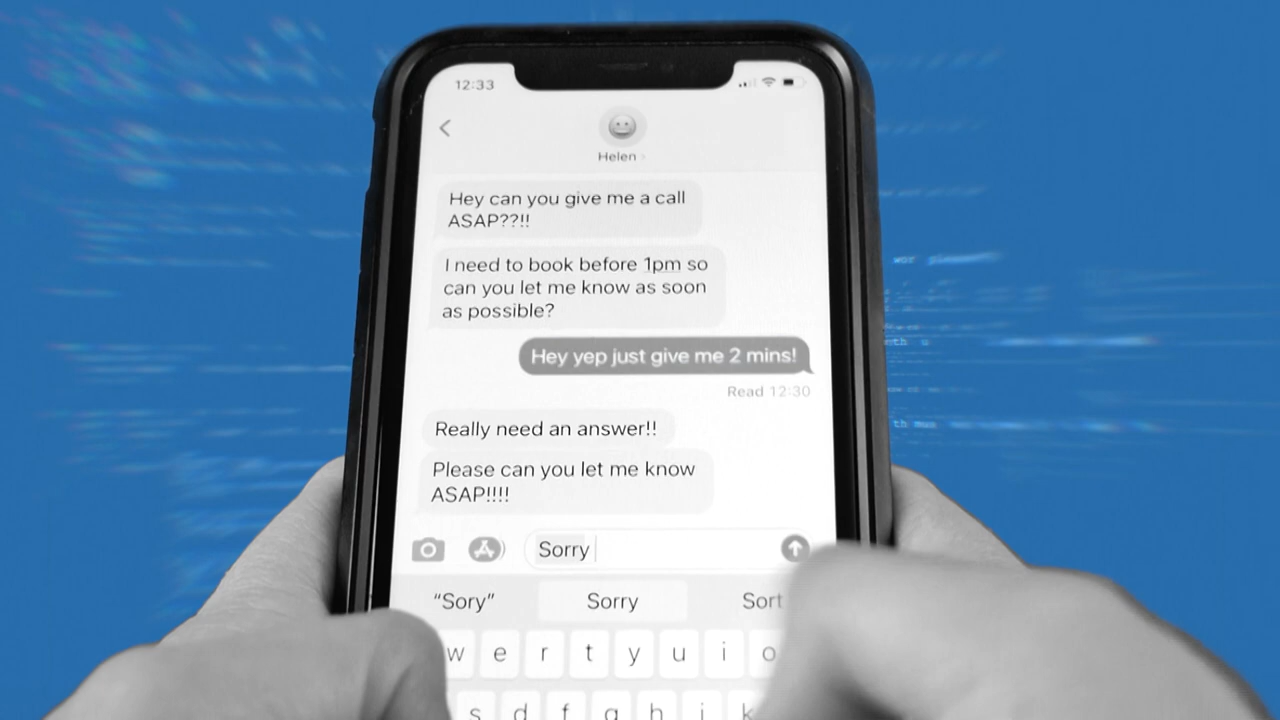 12:33
Helen
Hey can you give me a call
ASAP??!!
I need to book before 1pm so
can you let me know as soon
as possible?
Hey yep just give me 2 mins!
Read 12:30
Really need an answer!!
Please can you let me know
ASAP!!!!
Sorry
“Sory” Sorry Sort
w e r t y u i o
s d f g h j k